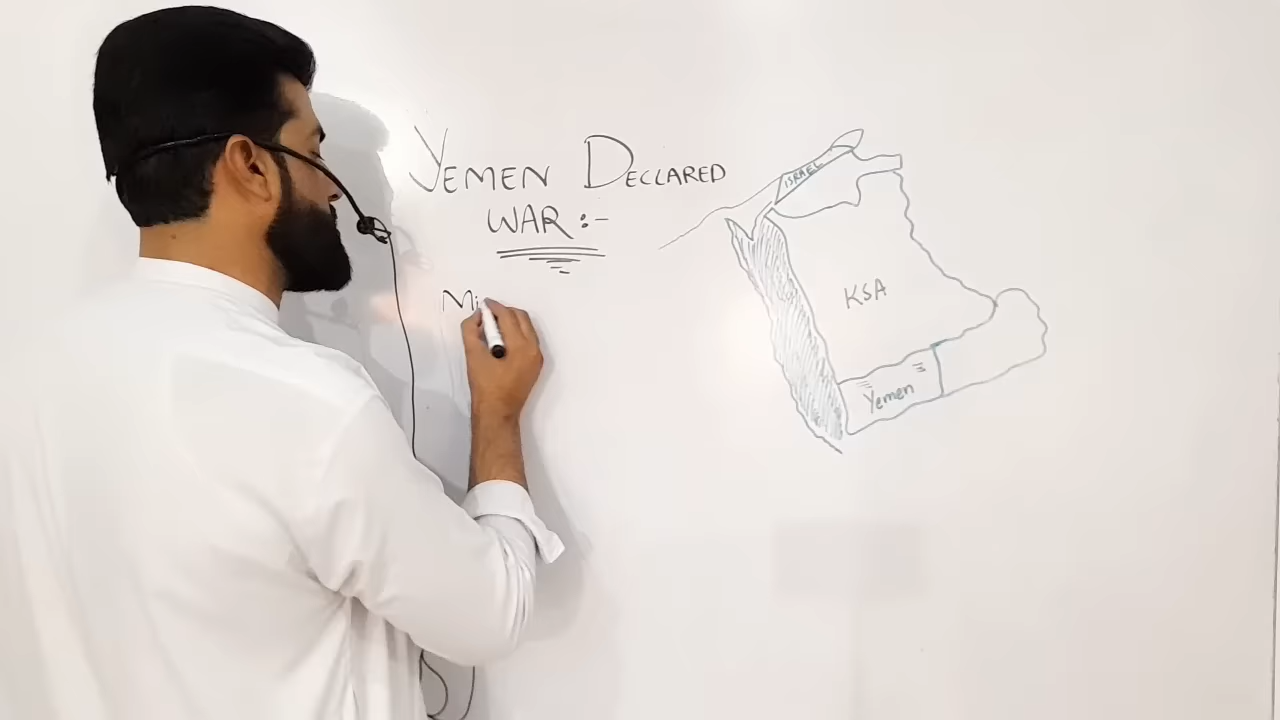 YEMEN DECLARED
WAR :-
Mi
ISRAEL
KSA
Yemen